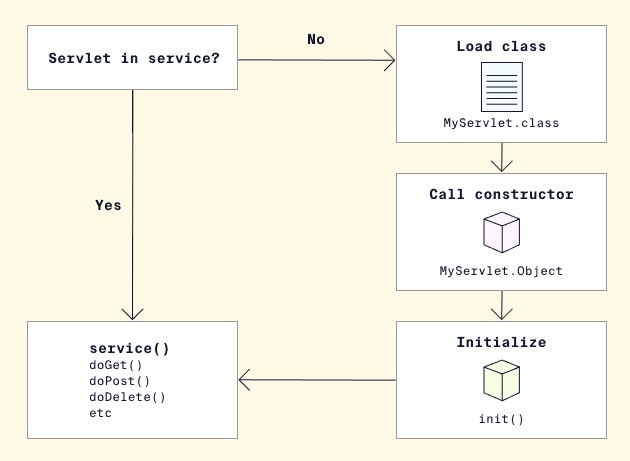 Servlet in service?
No
Load class
MyServlet.class
Yes
Call constructor
MyServlet.Object
Initialize
init()
service()
doGet()
doPost()
doDelete()
etc